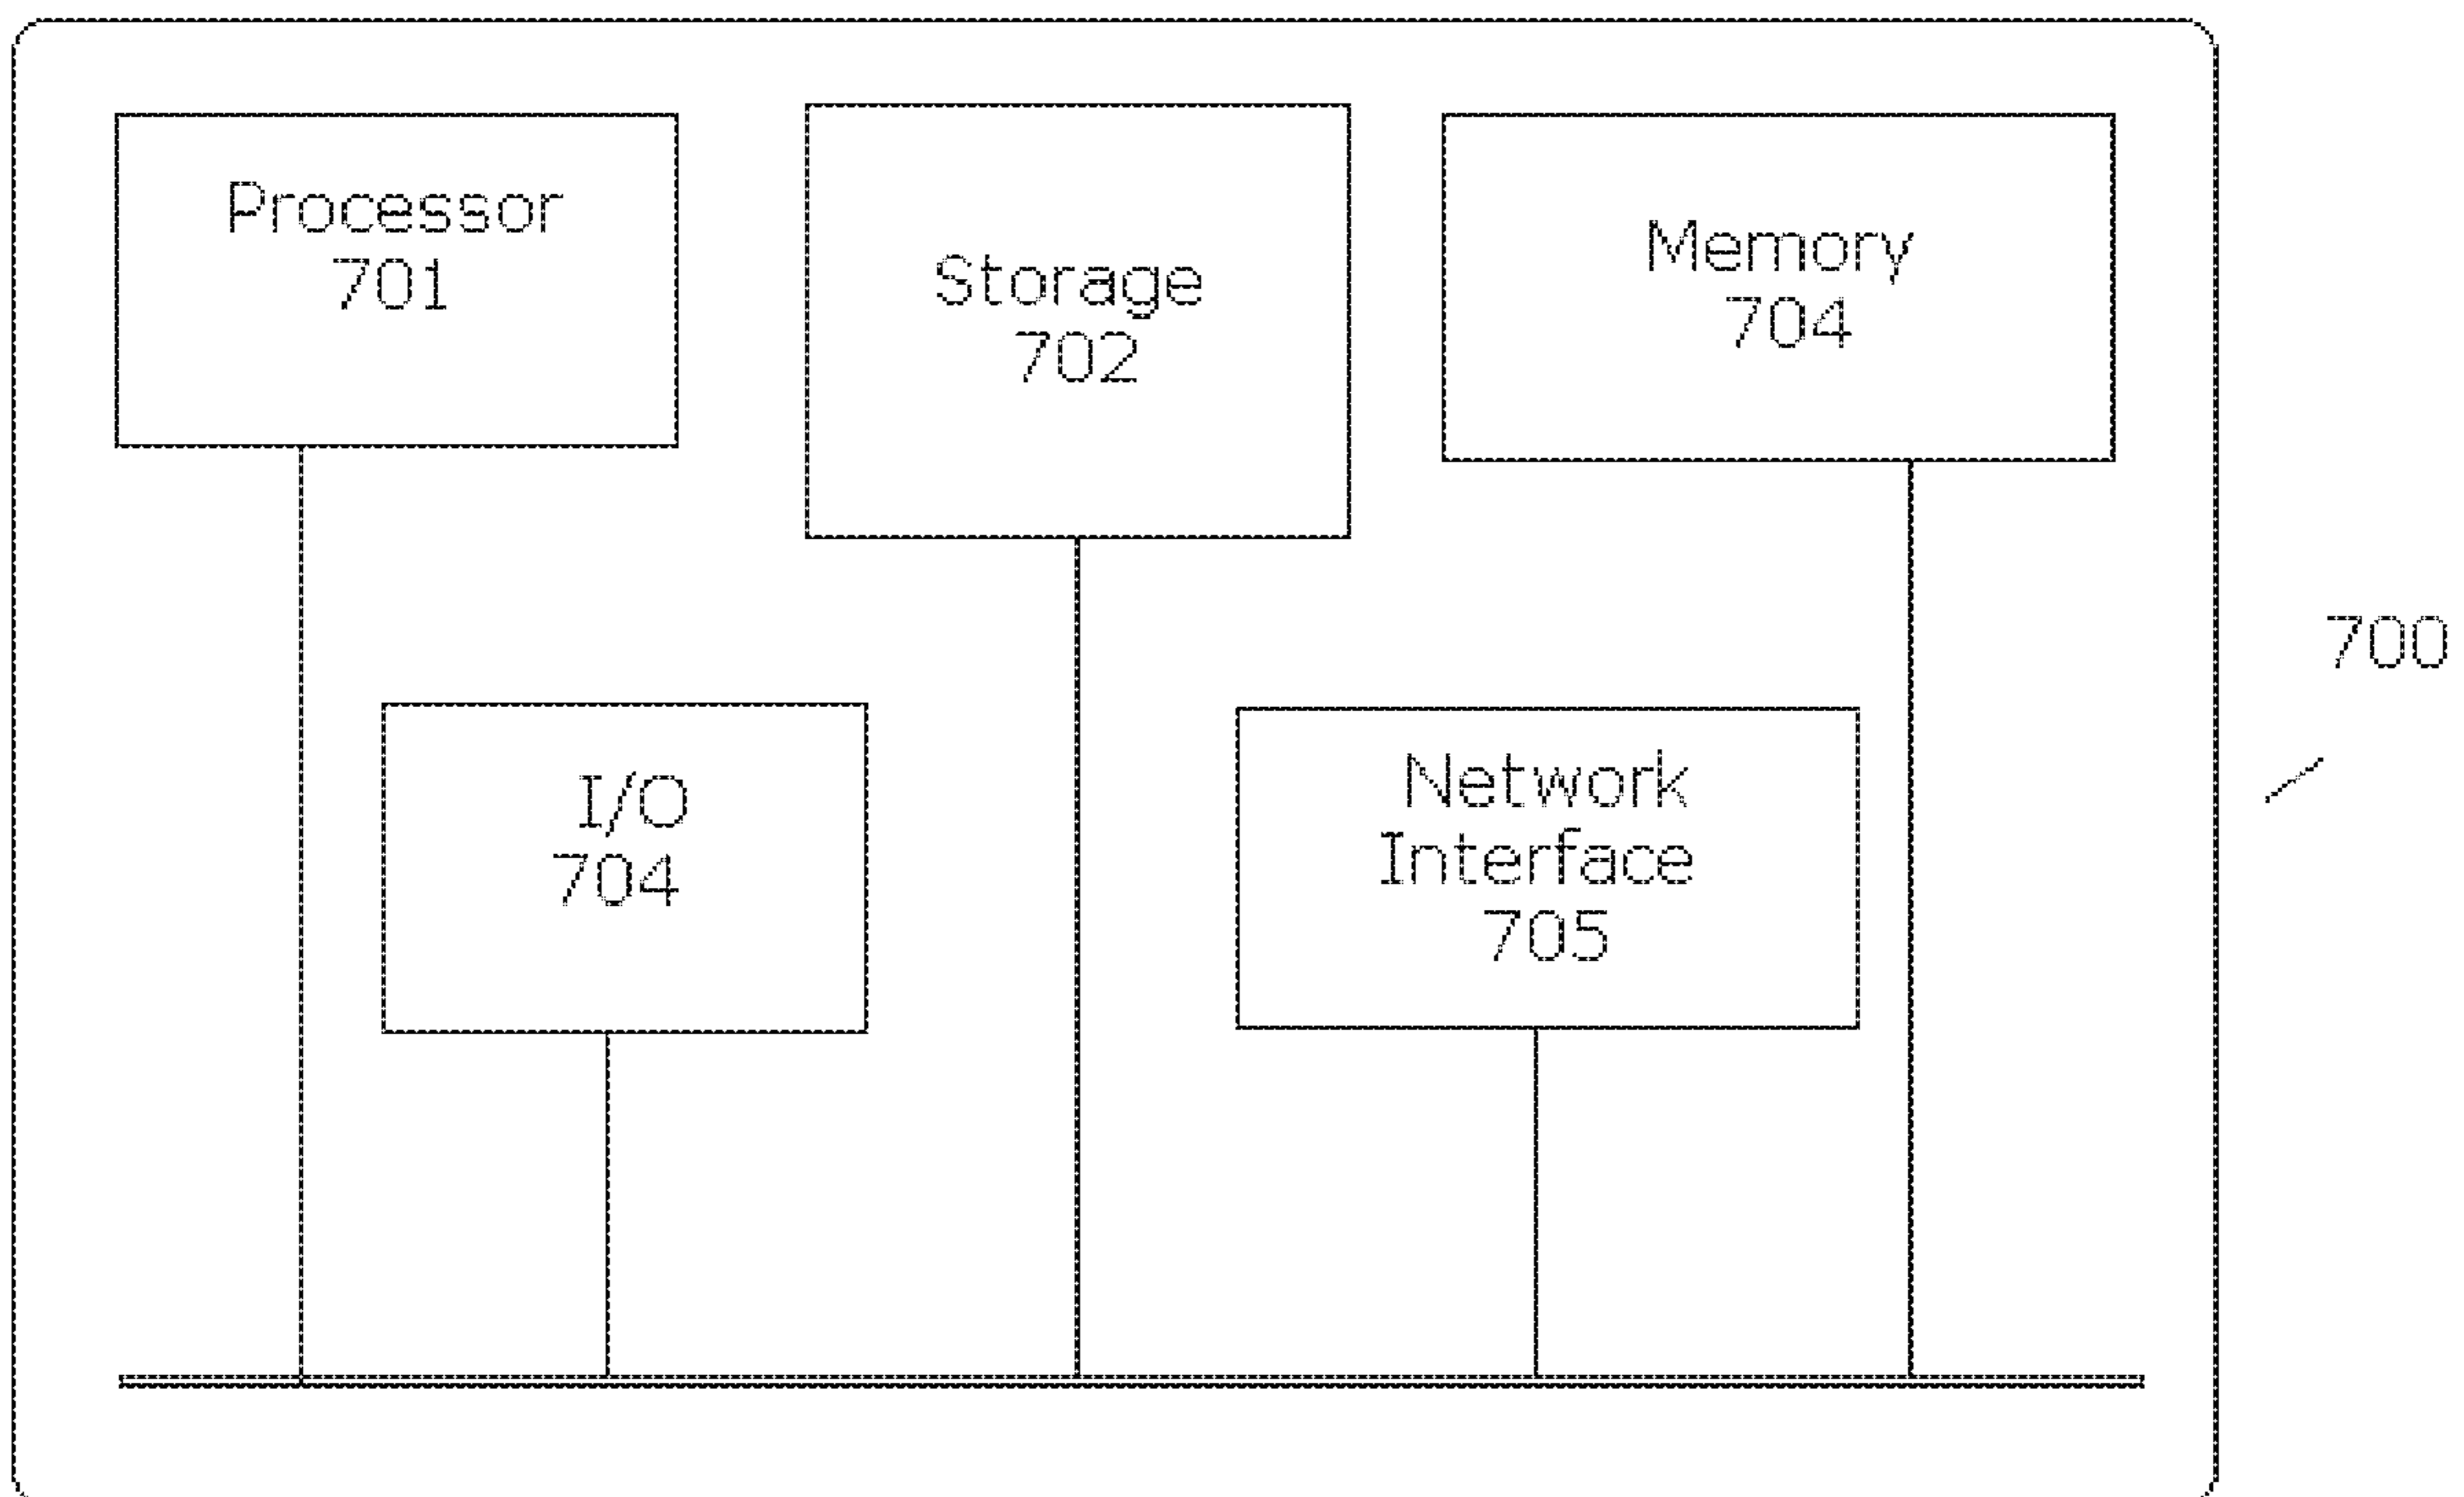 Processor
701
Storage
702
Memory
704
700
I/O
704
Network
Interface
705